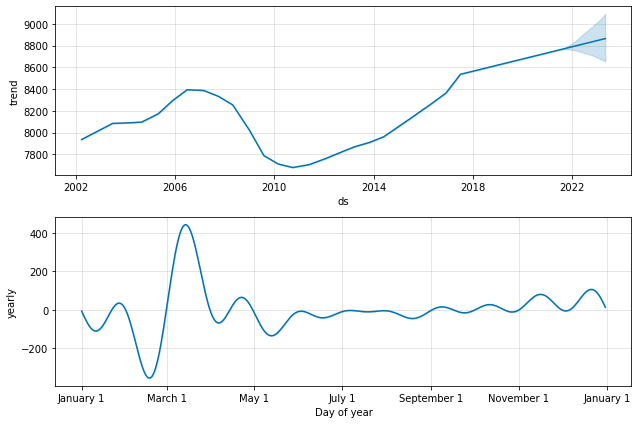 9000
8800
8600
8400
8200
8000
7800
trend
2002 2006 2010 2014 2018 2022
ds
400
200
0
−200
yearly
January 1 March 1 May 1 July 1 September 1 November 1 January 1
Day of year